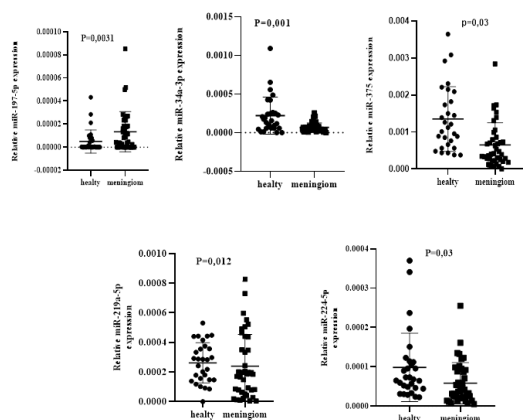 P=0,0031
Relative miR-197-5p expression
0.00010
0.00008
0.00006
0.00004
0.00002
0.00000
-0.00002
healty meningiom
P=0,001
Relative miR-34a-3p expression
0.0015
0.0010
0.0005
0.0000
-0.0005
healty meningiom
p=0,03
Relative miR-375 expression
0.004
0.003
0.002
0.001
0.000
healty meningiom
P=0,012
Relative miR-219a-5p
expression
0.0010
0.0008
0.0006
0.0004
0.0002
0.0000
healty meningiom
P=0,03
Relative miR-224-5p
expression
0.0004
0.0003
0.0002
0.0001
0.0000
healty meningiom